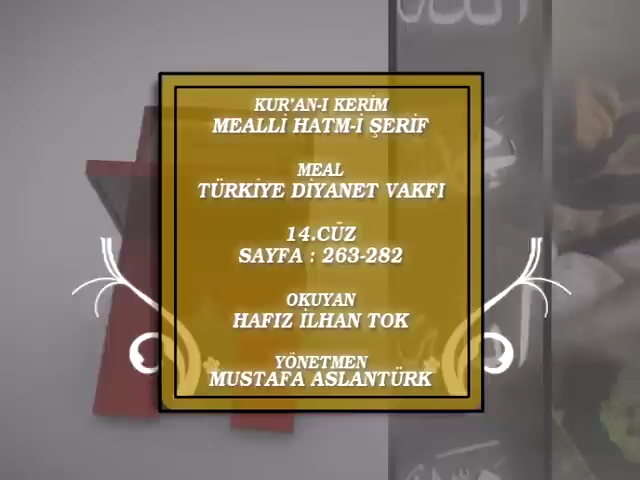 KUR'AN-I KERİM
MEALLİ HATM-İ ŞERİF
MEAL
TÜRKİYE DİYANET VAKFI
14.CÜZ
SAYFA : 263-282
OKUYAN
HAFIZ İLHAN TOK
YÖNETMEN
MUSTAFA ASLANTÜRK